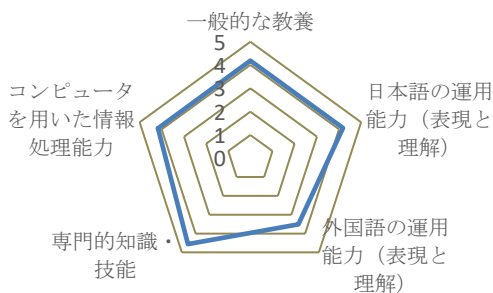 一般的な教養
5
4
3
2
1
0
日本語の運用
能力（表現と
理解）
外国語の運用
能力（表現と
理解）
専門的知識・
技能
コンピュータ
を用いた情報
処理能力